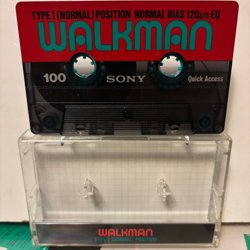 TYPE I (NORMAL) POSITION NORMAL BIAS 120μs EQ
WALKMAN
100 SONY Quick Access
WALKMAN
TYPE I (NORMAL) POSITION